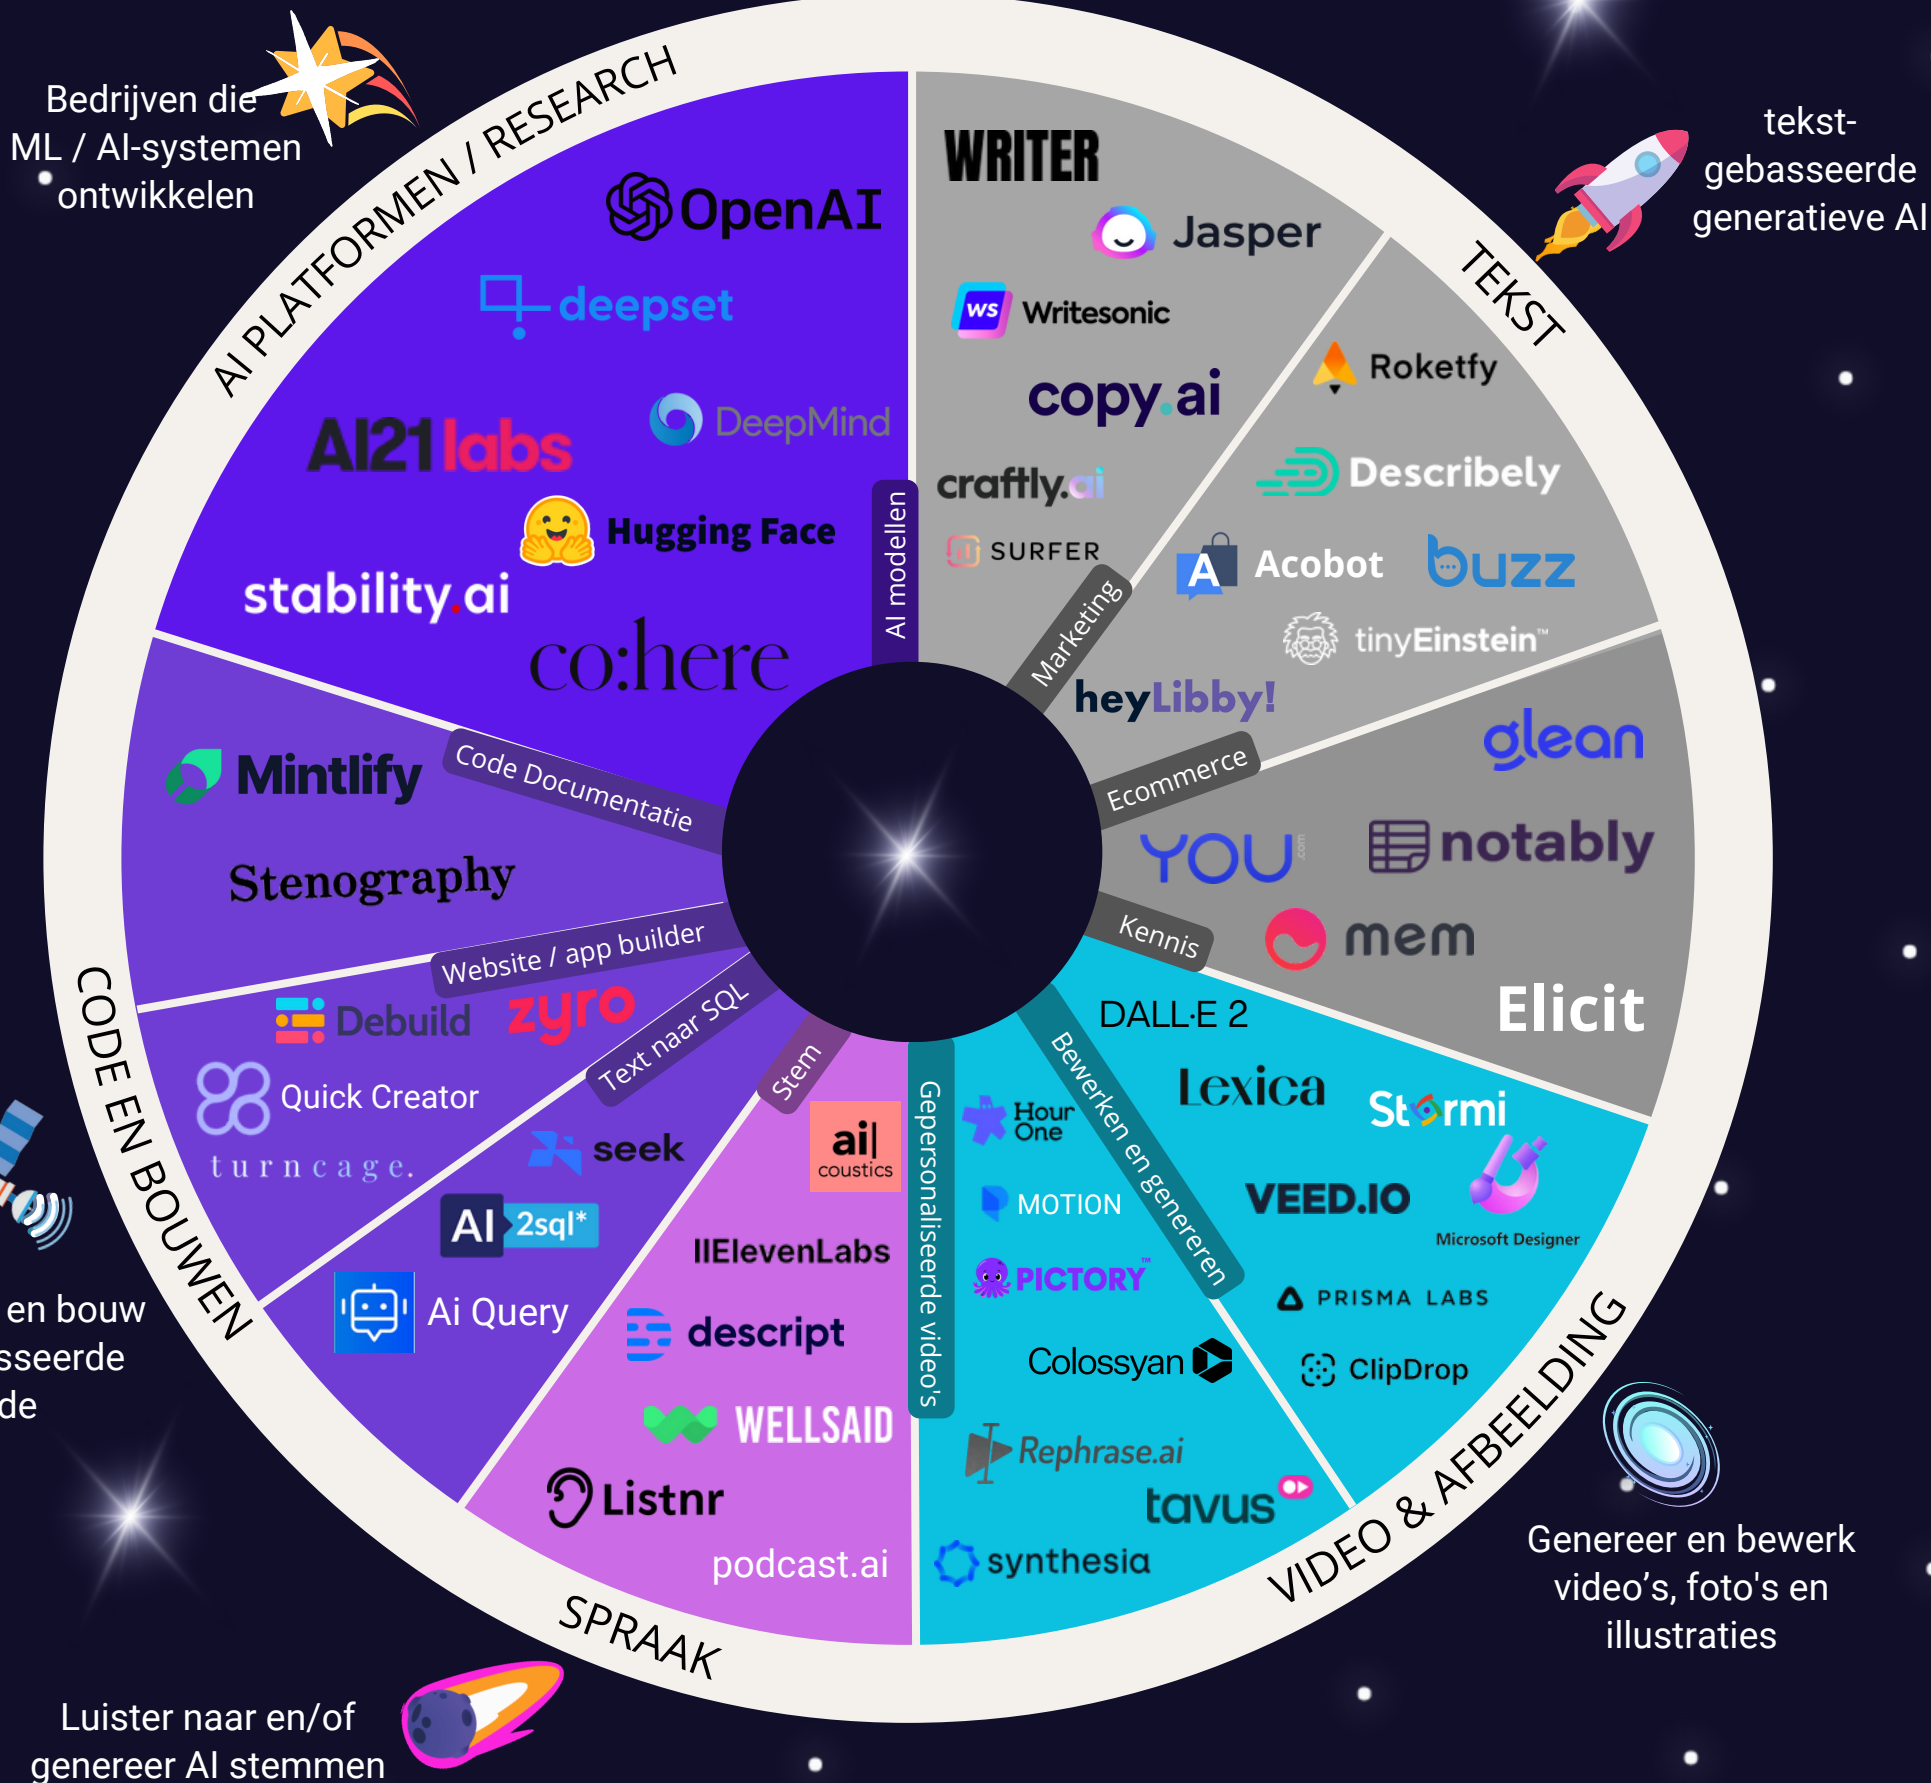 Bedrijven die
ML / AI-systemen
ontwikkelen
tekst-
gebasseerde
generatieve AI
AI PLATFORMEN / RESEARCH
OpenAI
deepset
AI21labs
DeepMind
Hugging Face
stability.ai
co:here
AI modellen
TEKST
WRITER
Jasper
WS Writesonic
copy.ai
craftly.ai
SURFER
Marketing
Roketfy
Describely
A Acobot
buzz
tinyEinstein™
heyLibby!
Ecommerce
glean
YOU.com
notably
mem
Elicit
Kennis
CODE EN BOUWEN
Mintlify
Code Documentatie
Stenography
Website / app builder
Debuild
zyro
Quick Creator
turncage.
Text naar SQL
seek
AI 2sql*
Ai Query
en bouw
sseerde
de
SPRAAK
Stem
ai|
coustics
IIElevenLabs
descript
WELLSAID
Listnr
podcast.ai
Luister naar en/of
genereer AI stemmen
VIDEO & AFBEELDING
Gepersonaliseerde video's
Hour
One
MOTION
PICTORY™
Colossyan
Rephrase.ai
tavus
synthesia
Bewerken en genereren
DALL·E 2
Lexica
Stormi
VEED.IO
Microsoft Designer
PRISMA LABS
ClipDrop
Genereer en bewerk
video’s, foto's en
illustraties